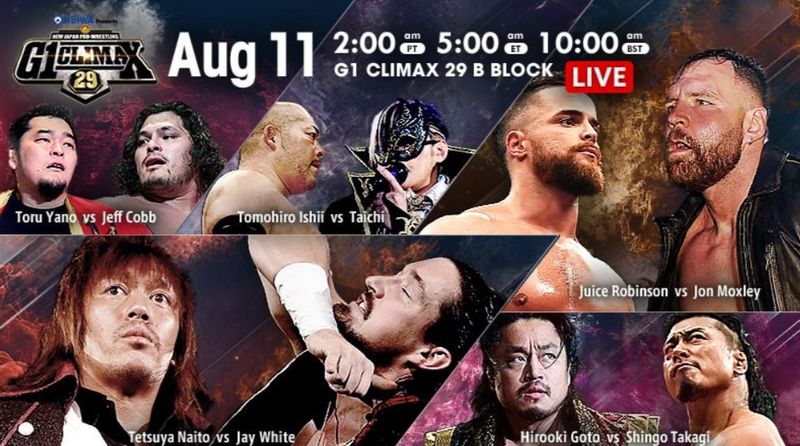 MEIWA Presents
NEW JAPAN PRO-WRESTLING
G1 CLIMAX
29
Aug 11
2:00 am PT 5:00 am ET 10:00 am BST
G1 CLIMAX 29 B BLOCK LIVE
Toru Yano vs Jeff Cobb
Tomohiro Ishii vs Taichi
Juice Robinson vs Jon Moxley
Tetsuya Naito vs Jay White
Hirooki Goto vs Shingo Takagi